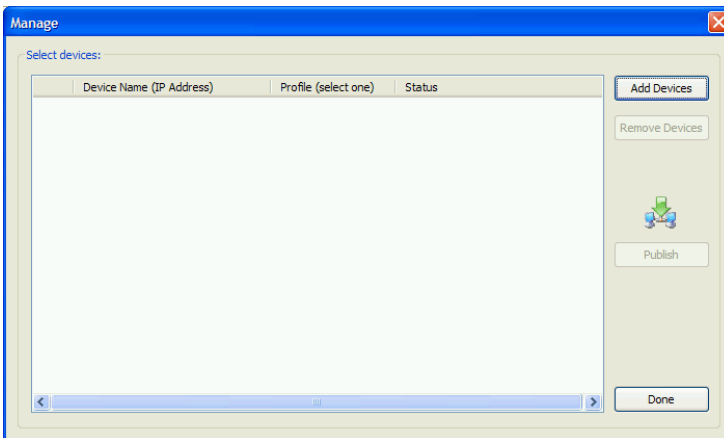 Manage
Select devices:
Device Name (IP Address) Profile (select one) Status
Add Devices
Remove Devices
Publish
Done